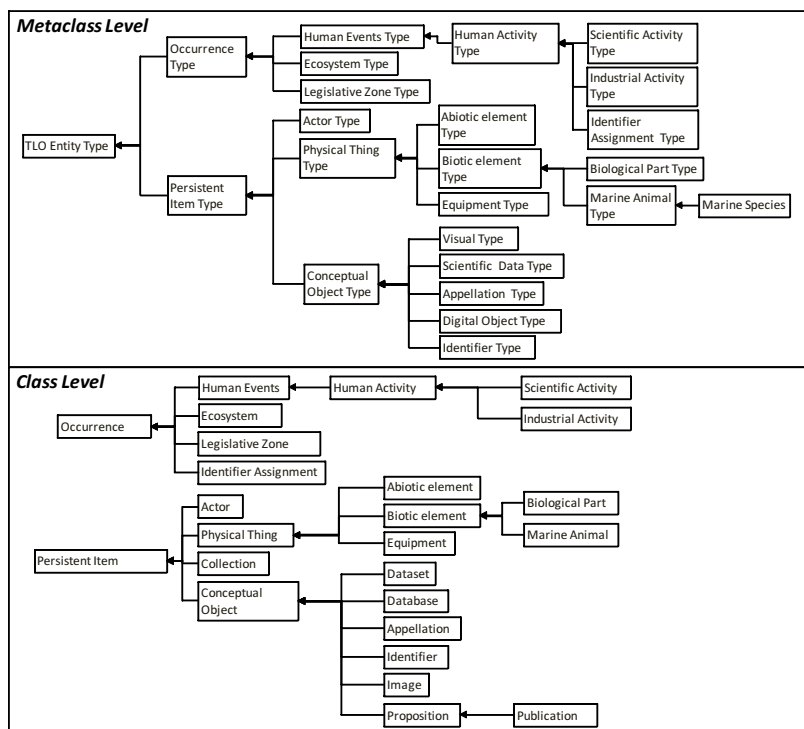 Metaclass Level
Occurrence
Type
Human Events Type
Human Activity
Type
Scientific Activity
Type
Ecosystem Type
Industrial Activity
Type
Legislative Zone Type
Identifier
Assignment Type
TLO Entity Type
Actor Type
Abiotic element
Type
Physical Thing
Type
Biotic element
Type
Biological Part Type
Persistent
Item Type
Equipment Type
Marine Animal
Type
Marine Species
Visual Type
Conceptual
Object Type
Scientific Data Type
Appellation Type
Digital Object Type
Identifier Type
Class Level
Human Events
Human Activity
Scientific Activity
Ecosystem
Industrial Activity
Occurrence
Legislative Zone
Identifier Assignment
Abiotic element
Actor
Biotic element
Biological Part
Physical Thing
Equipment
Marine Animal
Persistent Item
Collection
Conceptual
Object
Dataset
Database
Appellation
Identifier
Image
Proposition
Publication